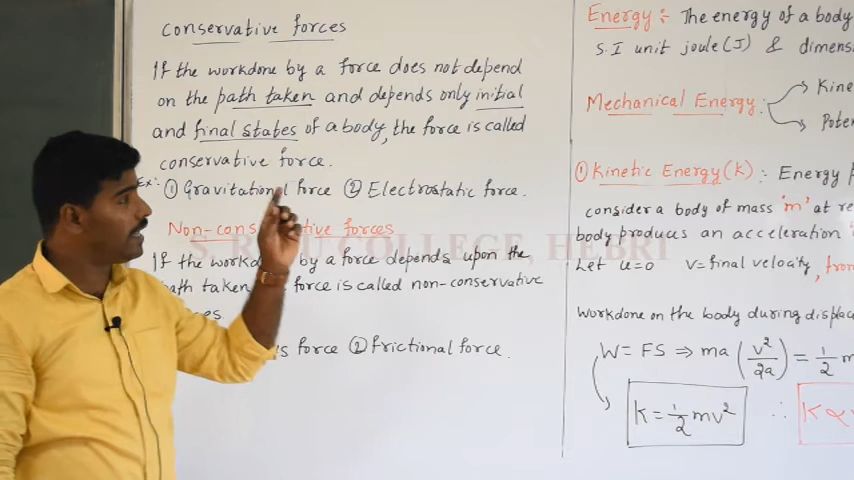 Conservative forces
If the workdone by a force does not depend
on the path taken and depends only initial
and final states of a body, the force is called
conservative force.
Ex:- ① Gravitational force ② Electrostatic force.
Non-cons tive forces
If the workd by a force depends upon the
path taken force is called non-conservative
ces.
s force ② frictional force.
S. R. U COLLEGE, HEBRI
Energy :- The energy of a body
S.I unit joule (J) & dimens
Mechanical Energy
Kine
Poten
① Kinetic Energy (K) :- Energy p
consider a body of mass 'm' at re
body produces an acceleration
Let u=0 v=final velocity, from
workdone on the body during displac
W = FS ⇒ ma (v²/2a) = 1/2 m
K = 1/2 mv² ∴ K ∝